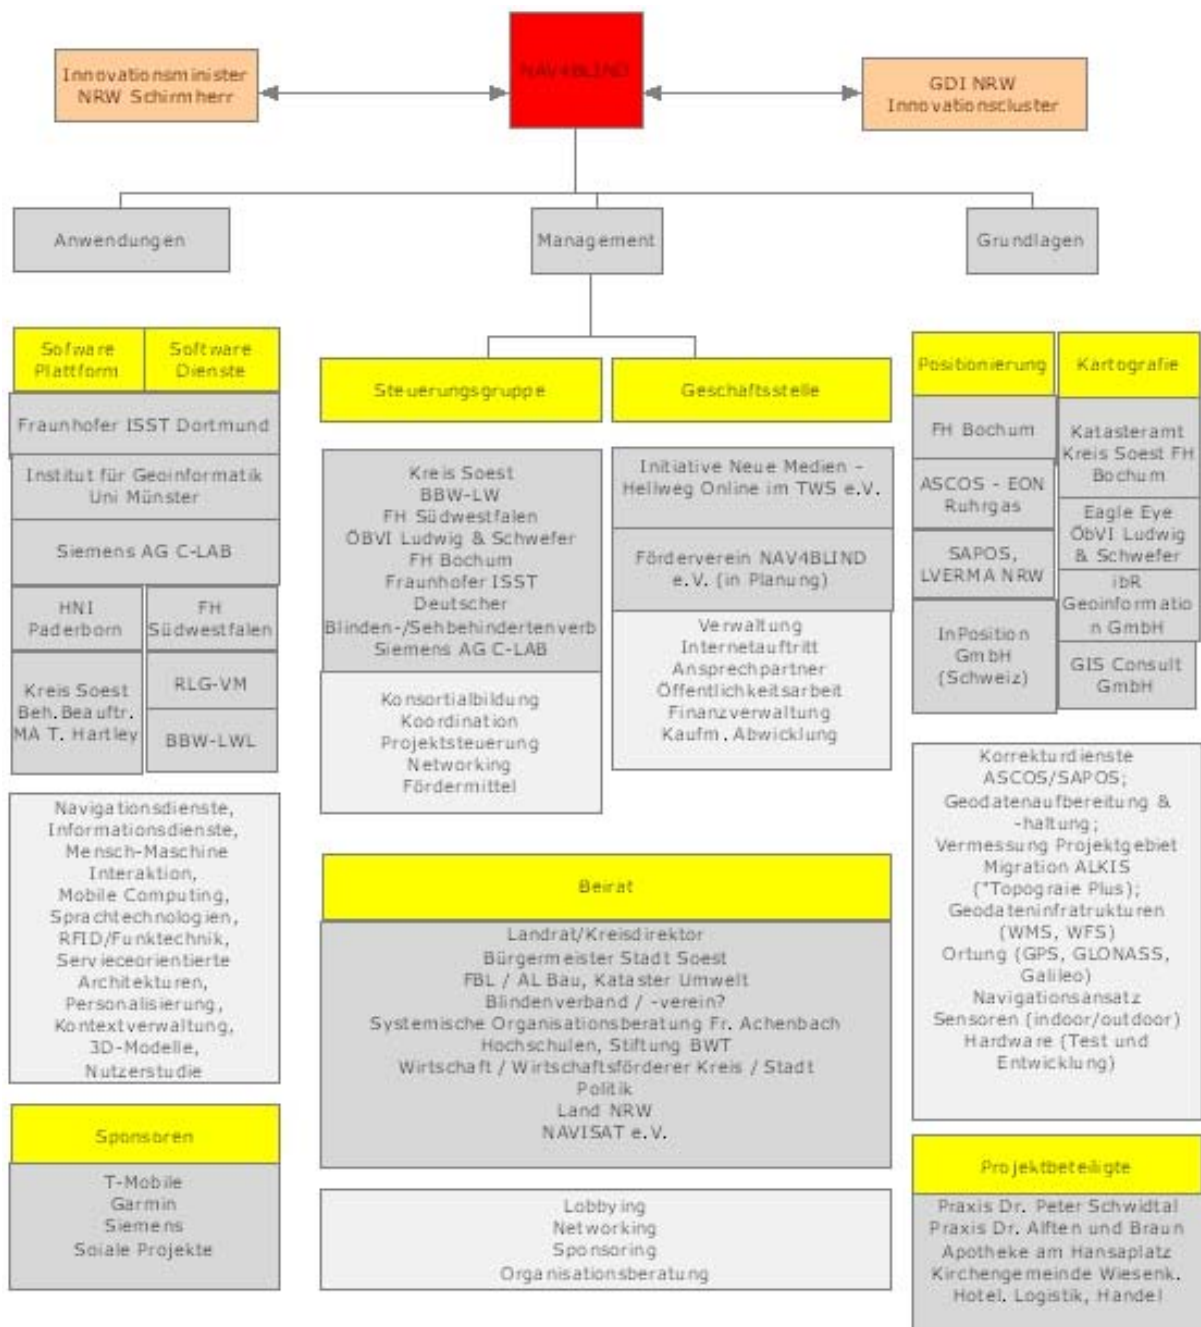 NAV4BLIND
Innovationsminister
NRW Schirmherr
GDI NRW
Innovationscluster
Anwendungen
Management
Grundlagen
Sofware
Plattform
Software
Dienste
Fraunhofer ISST Dortmund
Institut für Geoinformatik
Uni Münster
Siemens AG C-LAB
HNI
Paderborn
FH
Südwestfalen
Kreis Soest
Beh.Beauftr.
MA T. Hartley
RLG-VM
BBW-LWL
Navigationsdienste,
Informationsdienste,
Mensch-Maschine
Interaktion,
Mobile Computing,
Sprachtechnologien,
RFID/Funktechnik,
Servieceorientierte
Architekturen,
Personalisierung,
Kontextverwaltung,
3D-Modelle,
Nutzerstudie
Sponsoren
T-Mobile
Garmin
Siemens
Soiale Projekte
Steuerungsgruppe
Kreis Soest
BBW-LW
FH Südwestfalen
ÖBVI Ludwig & Schwefer
FH Bochum
Fraunhofer ISST
Deutscher
Blinden-/Sehbehindertenverb
Siemens AG C-LAB
Konsortialbildung
Koordination
Projektsteuerung
Networking
Fördermittel
Geschäftsstelle
Initiative Neue Medien -
Hellweg Online im TWS e.V.
Förderverein NAV4BLIND
e.V. (in Planung)
Verwaltung
Internetauftritt
Ansprechpartner
Öffentlichkeitsarbeit
Finanzverwaltung
Kaufm. Abwicklung
Beirat
Landrat/Kreisdirektor
Bürgermeister Stadt Soest
FBL / AL Bau, Kataster Umwelt
Blindenverband / -verein?
Systemische Organisationsberatung Fr. Achenbach
Hochschulen, Stiftung BWT
Wirtschaft / Wirtschaftsförderer Kreis / Stadt
Politik
Land NRW
NAVISAT e.V.
Lobbying
Networking
Sponsoring
Organisationsberatung
Positionierung
Kartografie
FH Bochum
ASCOS - EON
Ruhrgas
SAPOS,
LVERMA NRW
InPosition
GmbH
(Schweiz)
Katasteramt
Kreis Soest FH
Bochum
Eagle Eye
ÖbVI Ludwig
& Schwefer
ibR
Geoinformatio
n GmbH
GIS Consult
GmbH
Korrekturdienste
ASCOS/SAPOS;
Geodatenaufbereitung &
-haltung;
Vermessung Projektgebiet
Migration ALKIS
("Topograie Plus);
Geodateninfratrukturen
(WMS, WFS)
Ortung (GPS, GLONASS,
Galileo)
Navigationsansatz
Sensoren (indoor/outdoor)
Hardware (Test und
Entwicklung)
Projektbeteiligte
Praxis Dr. Peter Schwidtal
Praxis Dr. Alften und Braun
Apotheke am Hansaplatz
Kirchengemeinde Wiesenk.
Hotel. Logistik, Handel